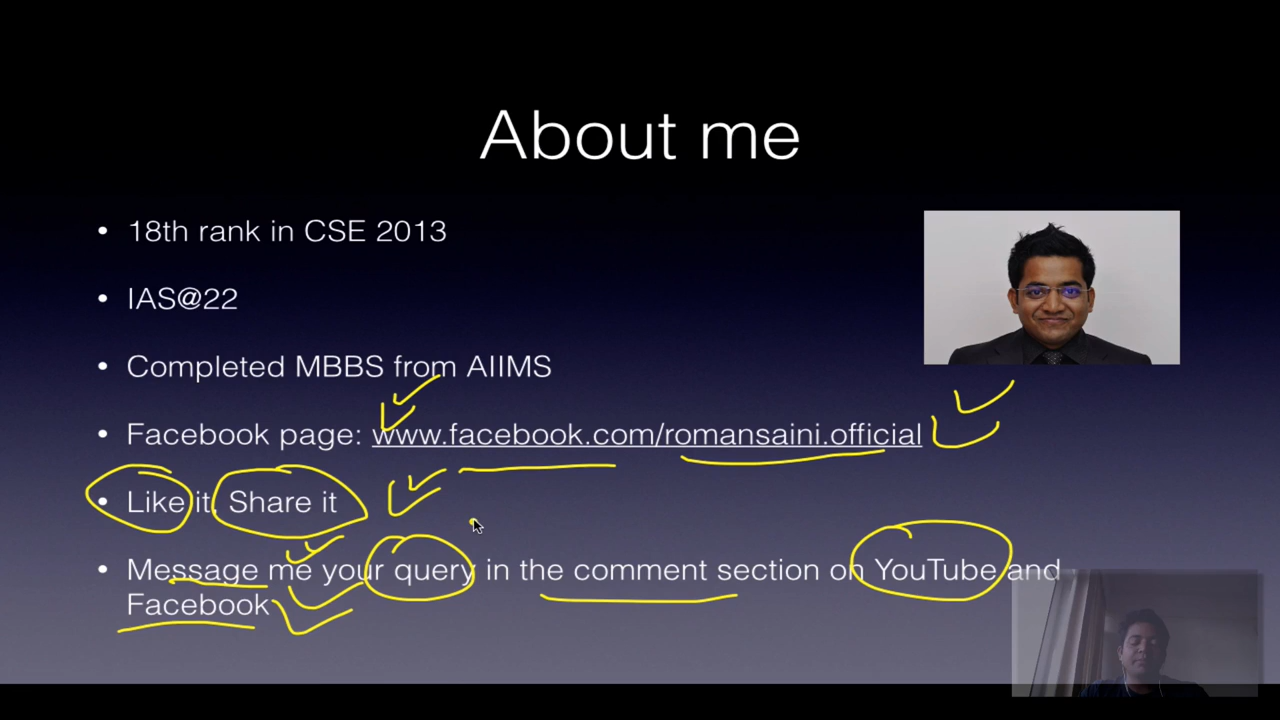 About me
• 18th rank in CSE 2013
• IAS@22
• Completed MBBS from AIIMS
• Facebook page: www.facebook.com/romansaini.official
• Like it, Share it
• Message me your query in the comment section on YouTube and
Facebook